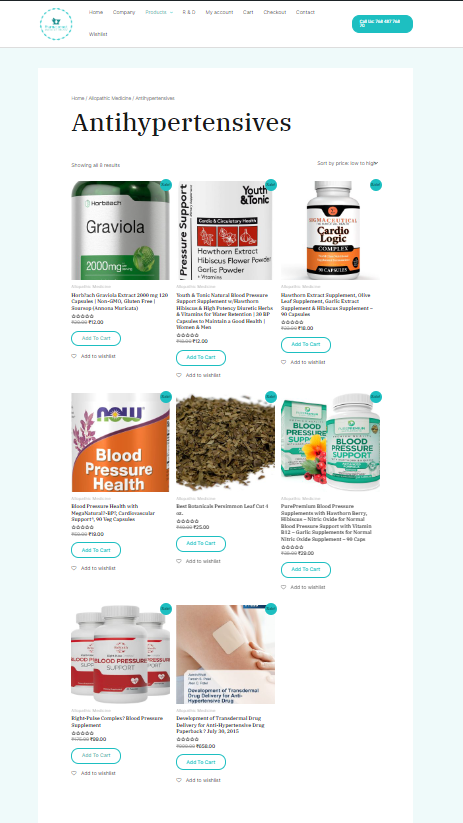 Home Company Products R & D My account Cart Checkout Contact
Wishlist
Call Us: 744 487 744
Home / Allopathic Medicine / Antihypertensives
Antihypertensives
Showing all 8 results
Sort by price: low to high
Sale!
Sale!
Sale!
Horbäach
Graviola
2000mg
Pressure Support
Youth
&Tonic
Cardio & Circulatory Health
Hawthorn Extract
Hibiscus Flower Powder
Garlic Powder
Vitamins
SIGMACEUTICAL
Cardio
Logic
COMPLEX
90 CAPSULES
Allopathic Medicine
Horbäach Graviola Extract 2000 mg 120
Capsules | Non-GMO, Gluten Free |
Soursop (Annona Muricata)
₹12.00
Add To Cart
Add to wishlist
Allopathic Medicine
Youth & Tonic Natural Blood Pressure
Support Supplement w/Hawthorn
Hibiscus & High Potency Diuretic Herbs
& Vitamins for Water Retention | 30 BP
Capsules to Maintain a Good Health |
Women & Men
₹12.00
Add To Cart
Add to wishlist
Allopathic Medicine
Hawthorn Extract Supplement, Olive
Leaf Supplement, Garlic Extract
Supplement & Hibiscus Supplement –
90 Capsules
₹18.00
Add To Cart
Add to wishlist
Sale!
Sale!
Sale!
NOW
Blood
Pressure
Health
BLOOD
PRESSURE
SUPPORT
BLOOD
PRESSURE
SUPPORT
Allopathic Medicine
Blood Pressure Health with
MegaNatural?-BP?, Cardiovascular
Support*, 90 Veg Capsules
₹19.00
Add To Cart
Add to wishlist
Allopathic Medicine
Best Botanicals Persimmon Leaf Cut 4
oz.
₹25.00
Add To Cart
Add to wishlist
Allopathic Medicine
PurePremium Blood Pressure
Supplements with Hawthorn Berry,
Hibiscus – Nitric Oxide for Normal
Blood Pressure Support with Vitamin
B12 – Garlic Supplements for Normal
Nitric Oxide Supplement – 90 Caps
₹28.00
Add To Cart
Add to wishlist
Sale!
Sale!
BLOOD PRESSURE
SUPPORT
Development of Transdermal
Drug Delivery for Anti-
Hypertensive Drug
Allopathic Medicine
Right-Pulse Complex? Blood Pressure
Supplement
₹99.00
Add To Cart
Add to wishlist
Allopathic Medicine
Development of Transdermal Drug
Delivery for Anti-Hypertensive Drug
Paperback ? July 30, 2015
₹658.00
Add To Cart
Add to wishlist